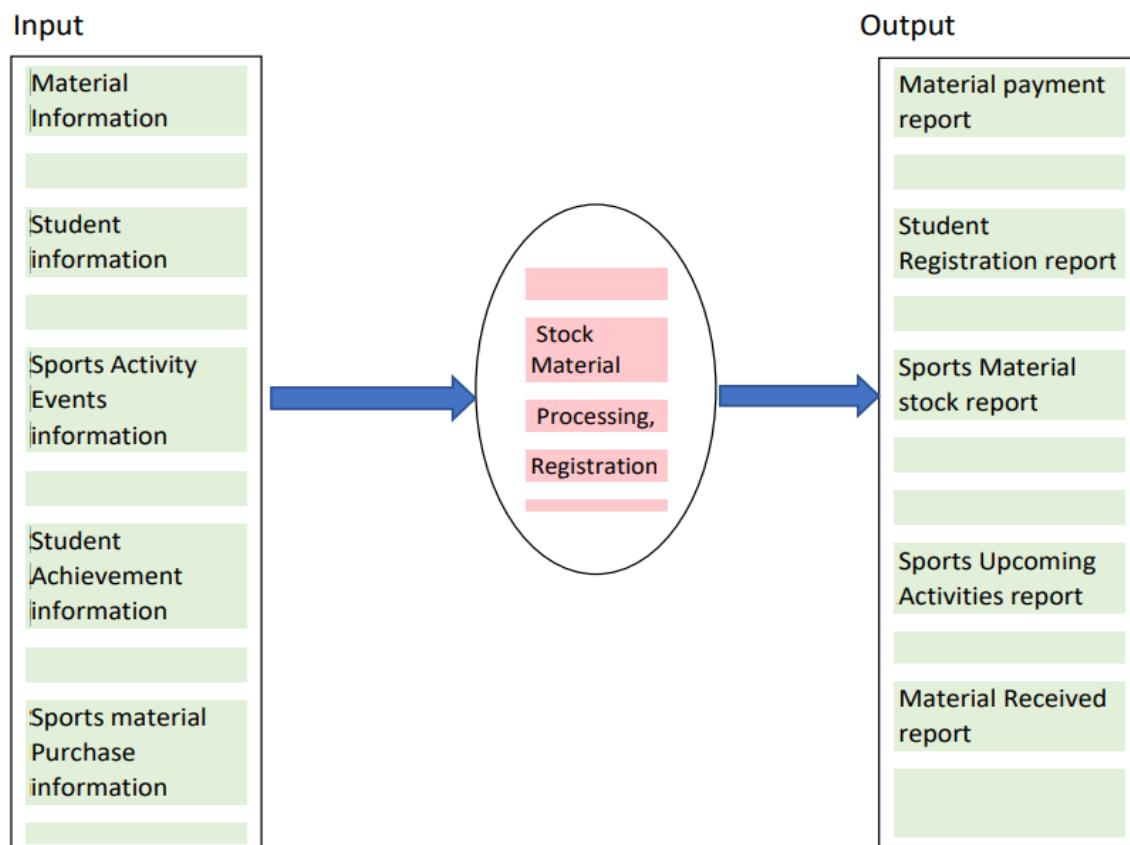 Input
Material
Information
Student
information
Sports Activity
Events
information
Student
Achievement
information
Sports material
Purchase
information
Stock
Material
Processing,
Registration
Output
Material payment
report
Student
Registration report
Sports Material
stock report
Sports Upcoming
Activities report
Material Received
report